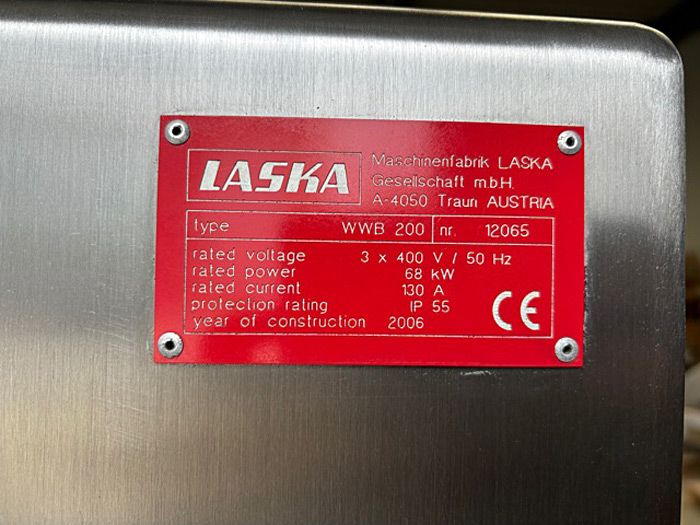 LASKA
Maschinenfabrik LASKA
Gesellschaft m.b.H.
A-4050 Traun AUSTRIA
type WWB 200 nr. 12065
rated voltage 3 x 400 V / 50 Hz
rated power 68 kW
rated current 130 A
protection rating IP 55
year of construction 2006
CE